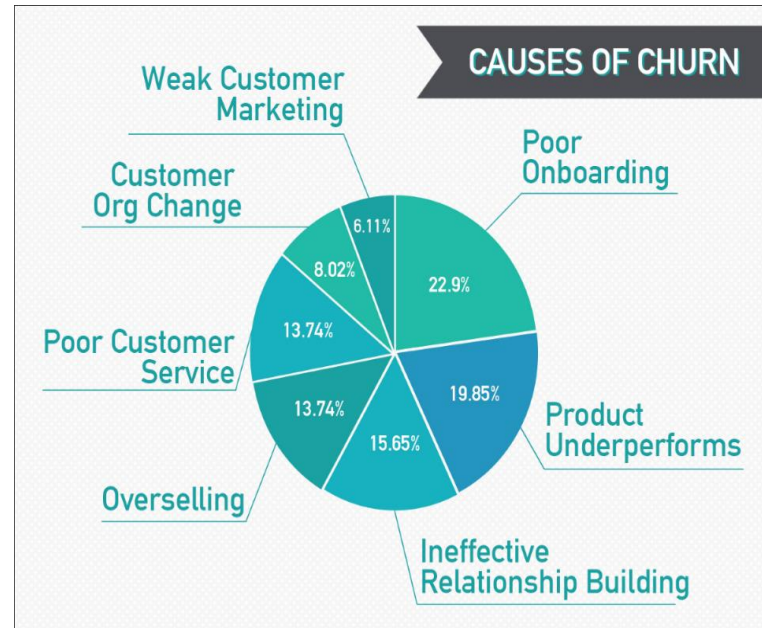 CAUSES OF CHURN
Weak Customer
Marketing
Poor
Onboarding
Customer
Org Change
6.11%
8.02%
22.9%
13.74%
Poor Customer
Service
19.85%
13.74%
Product
Underperforms
15.65%
Overselling
Ineffective
Relationship Building